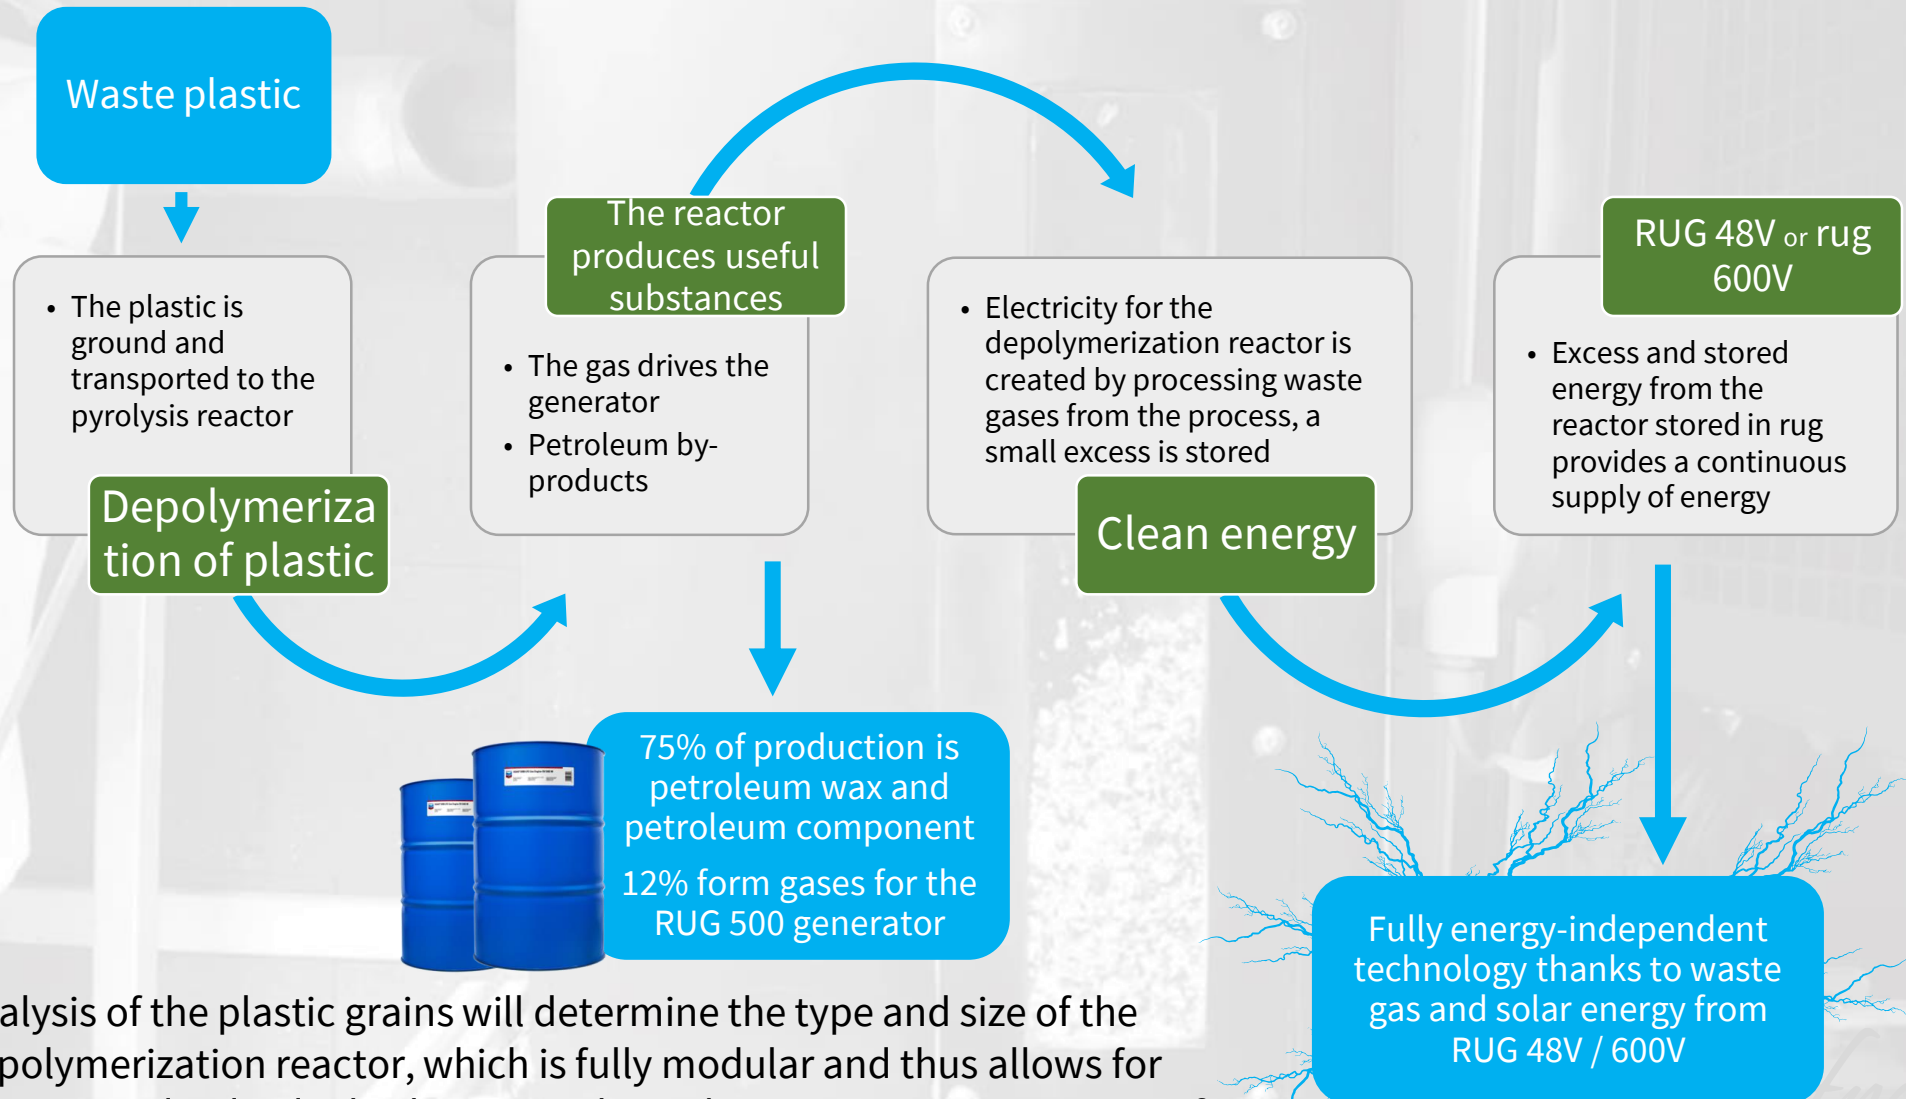 Waste plastic
• The plastic is
ground and
transported to the
pyrolysis reactor
Depolymeriza
tion of plastic
The reactor
produces useful
substances
• The gas drives the
generator
• Petroleum by-
products
• Electricity for the
depolymerization reactor is
created by processing waste
gases from the process, a
small excess is stored
Clean energy
RUG 48V or rug
600V
• Excess and stored
energy from the
reactor stored in rug
provides a continuous
supply of energy
75% of production is
petroleum wax and
petroleum component
12% form gases for the
RUG 500 generator
Fully energy-independent
technology thanks to waste
gas and solar energy from
RUG 48V / 600V
alysis of the plastic grains will determine the type and size of the
polymerization reactor, which is fully modular and thus allows for